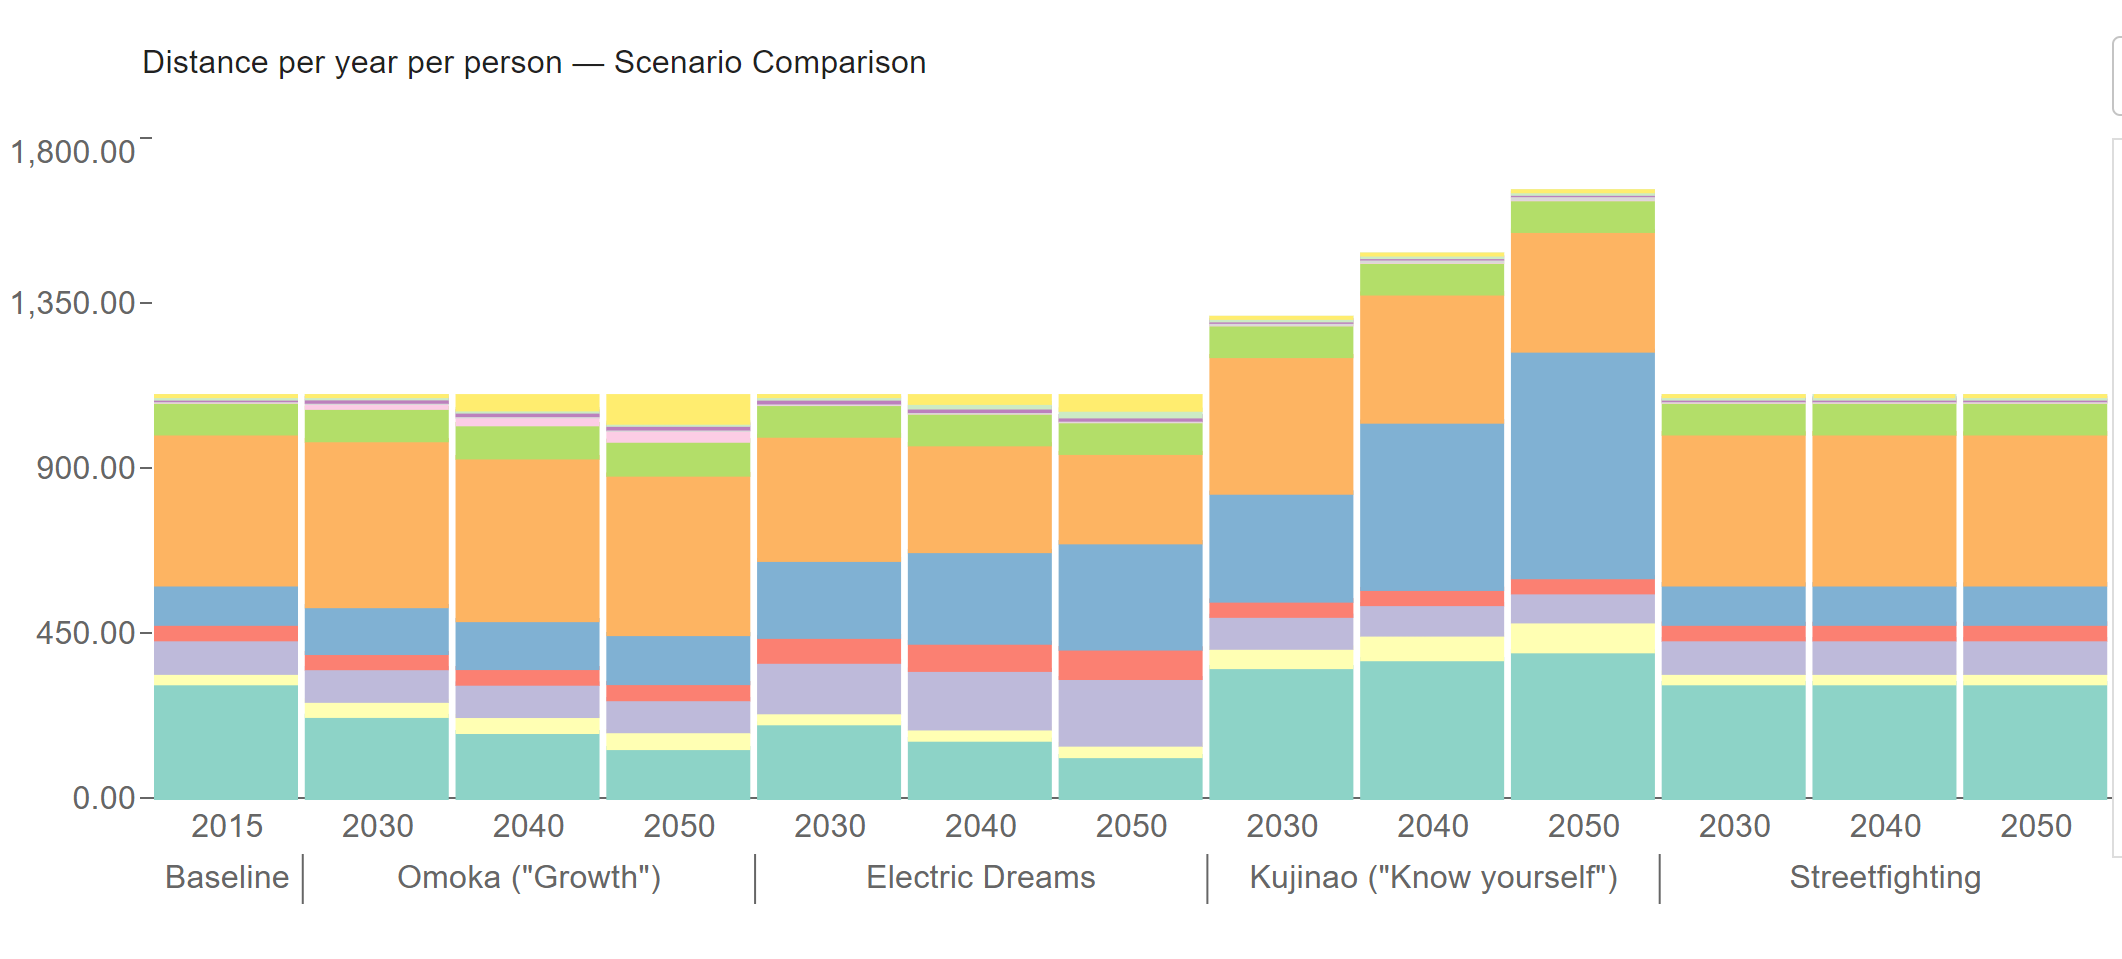 Distance per year per person — Scenario Comparison
1,800.00
1,350.00
900.00
450.00
0.00
2015 2030 2040 2050 2030 2040 2050 2030 2040 2050 2030 2040 2050
Baseline Omoka ("Growth") Electric Dreams Kujinao ("Know yourself") Streetfighting